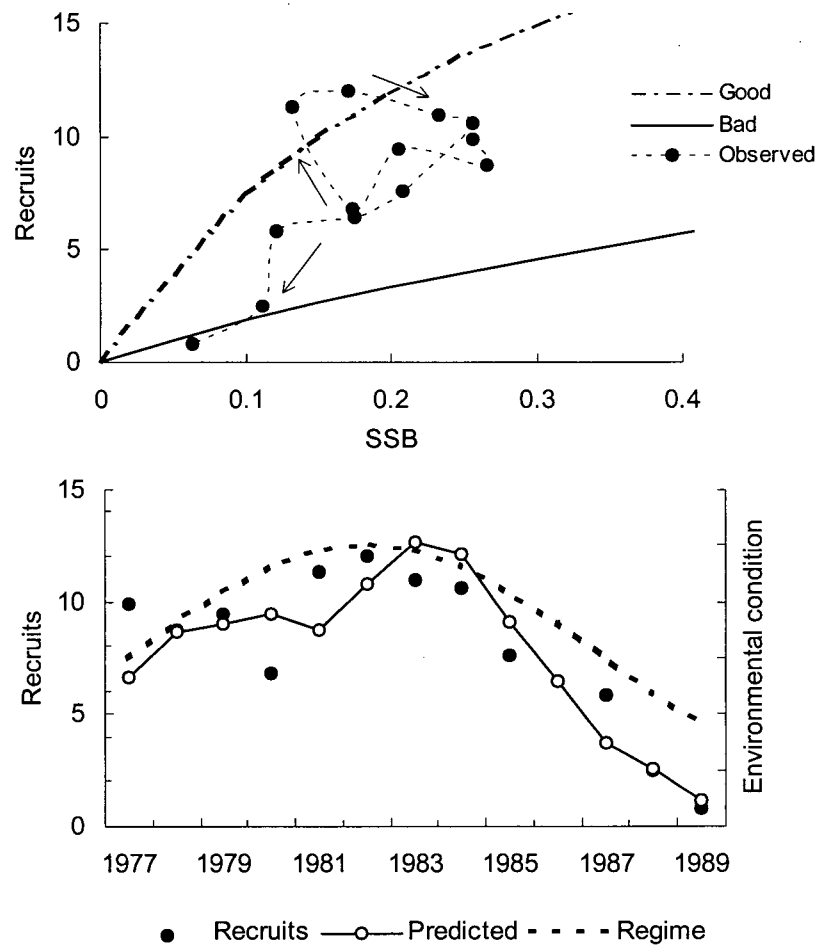 15
10
5
0
Recruits
0 0.1 0.2 0.3 0.4
SSB
Good
Bad
Observed
15
10
5
0
Recruits
Environmental condition
1977 1979 1981 1983 1985 1987 1989
Recruits Predicted Regime